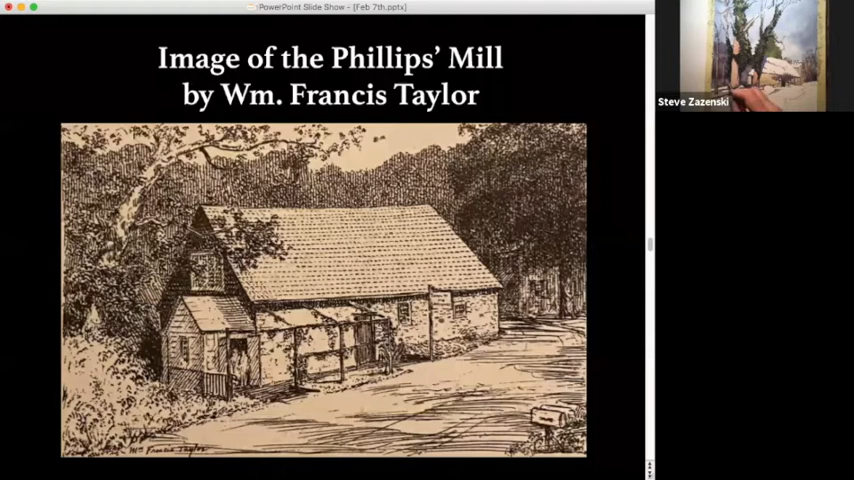 PowerPoint Slide Show - [Feb 7th.pptx]
Image of the Phillips’ Mill
by Wm. Francis Taylor
Steve Zazenski
Wm Francis Taylor